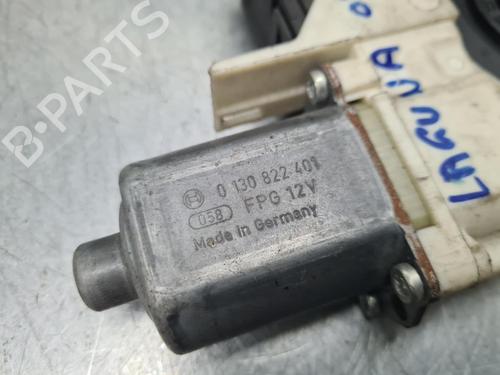 0 130 822 401
058 FPG 12V
Made in Germany
LAGUNA
B-PARTS